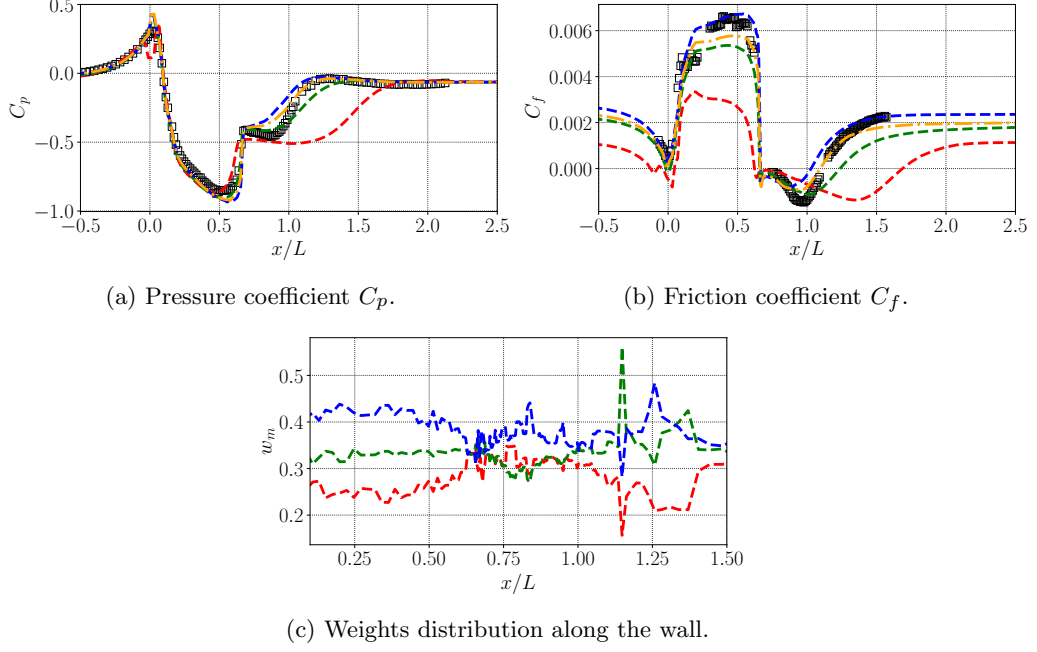 0.5
0.0
−0.5
−1.0
C_p
−0.5 0.0 0.5 1.0 1.5 2.0 2.5
x/L
(a) Pressure coefficient C_p.
0.006
0.004
0.002
0.000
C_f
−0.5 0.0 0.5 1.0 1.5 2.0 2.5
x/L
(b) Friction coefficient C_f.
0.5
0.4
0.3
0.2
w_m
0.25 0.50 0.75 1.00 1.25 1.50
x/L
(c) Weights distribution along the wall.